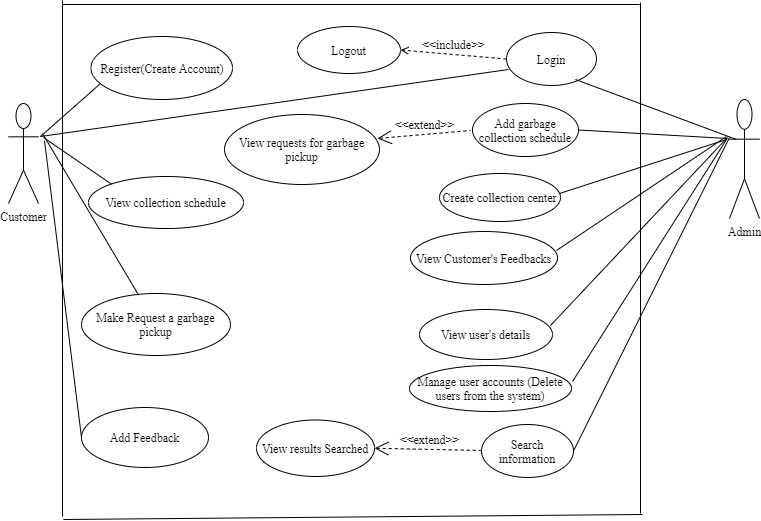 Logout
<<include>>
Login
Register(Create Account)
View requests for garbage
pickup
<<extend>>
Add garbage
collection schedule
Customer
View collection schedule
Create collection center
Admin
View Customer's Feedbacks
Make Request a garbage
pickup
View user's details
Manage user accounts (Delete
users from the system)
Add Feedback
View results Searched
<<extend>>
Search
information